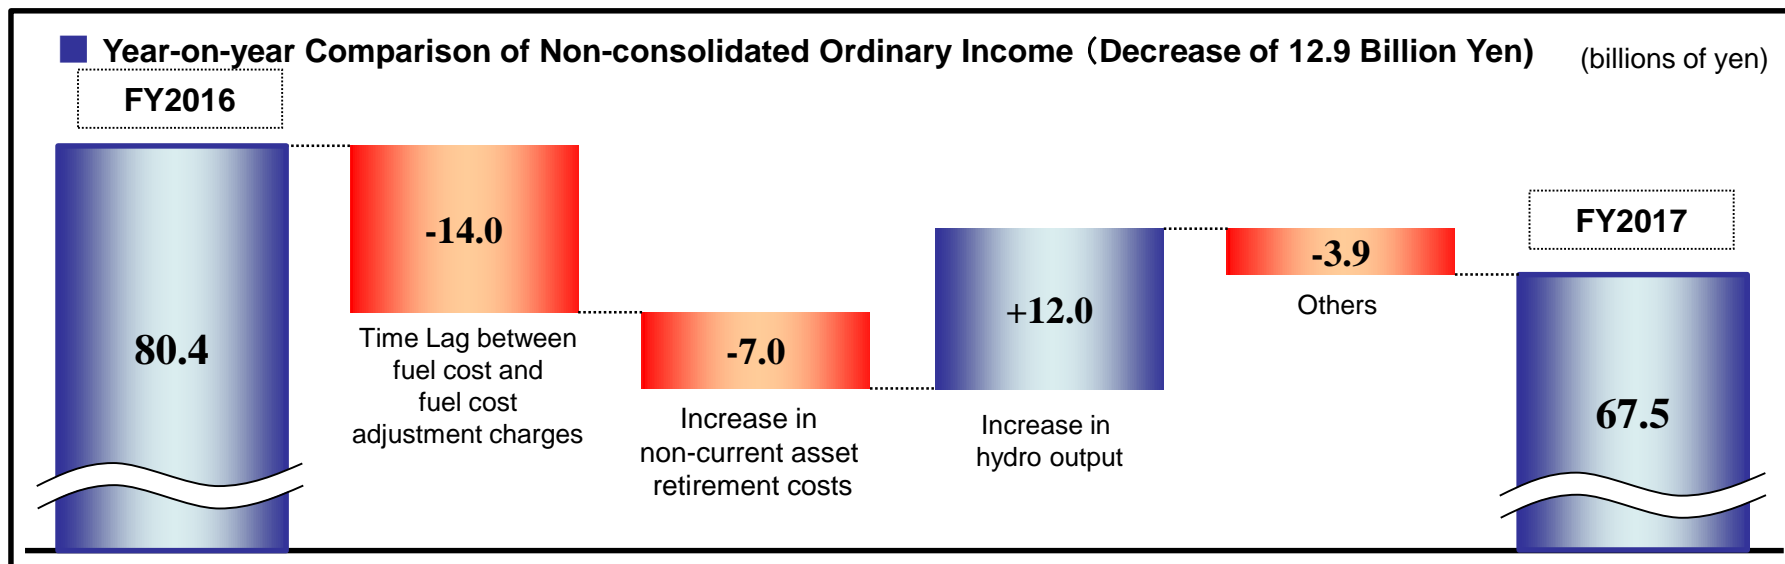 Year-on-year Comparison of Non-consolidated Ordinary Income（Decrease of 12.9 Billion Yen)
(billions of yen)
FY2016
80.4
-14.0
Time Lag between
fuel cost and
fuel cost
adjustment charges
-7.0
Increase in
non-current asset
retirement costs
+12.0
Increase in
hydro output
-3.9
Others
FY2017
67.5